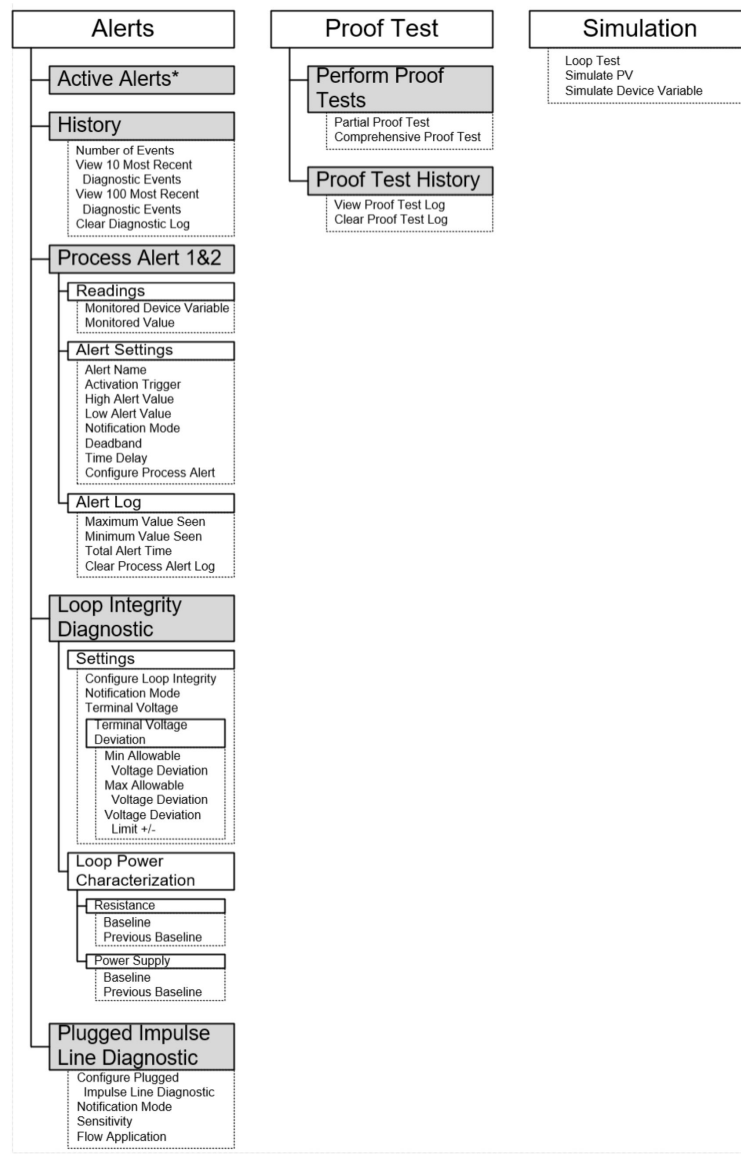 Alerts
Active Alerts*
History
Number of Events
View 10 Most Recent
Diagnostic Events
View 100 Most Recent
Diagnostic Events
Clear Diagnostic Log
Process Alert 1&2
Readings
Monitored Device Variable
Monitored Value
Alert Settings
Alert Name
Activation Trigger
High Alert Value
Low Alert Value
Notification Mode
Deadband
Time Delay
Configure Process Alert
Alert Log
Maximum Value Seen
Minimum Value Seen
Total Alert Time
Clear Process Alert Log
Loop Integrity
Diagnostic
Settings
Configure Loop Integrity
Notification Mode
Terminal Voltage
Terminal Voltage
Deviation
Min Allowable
Voltage Deviation
Max Allowable
Voltage Deviation
Voltage Deviation
Limit +/-
Loop Power
Characterization
Resistance
Baseline
Previous Baseline
Power Supply
Baseline
Previous Baseline
Plugged Impulse
Line Diagnostic
Configure Plugged
Impulse Line Diagnostic
Notification Mode
Sensitivity
Flow Application
Proof Test
Perform Proof
Tests
Partial Proof Test
Comprehensive Proof Test
Proof Test History
View Proof Test Log
Clear Proof Test Log
Simulation
Loop Test
Simulate PV
Simulate Device Variable